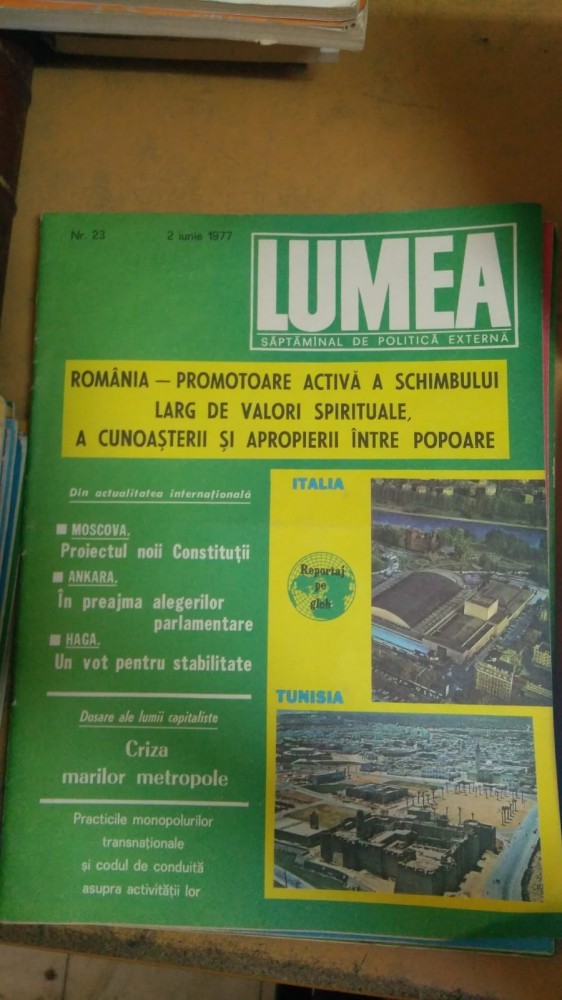 Nr. 23
2 iunie 1977
LUMEA
SĂPTĂMÎNAL DE POLITICĂ EXTERNĂ
ROMÂNIA — PROMOTOARE ACTIVĂ A SCHIMBULUI
LARG DE VALORI SPIRITUALE,
A CUNOAȘTERII ȘI APROPIERII ÎNTRE POPOARE
Din actualitatea internațională
MOSCOVA.
Proiectul noii Constituții
ANKARA.
În preajma alegerilor
parlamentare
HAGA.
Un vot pentru stabilitate
Dosare ale lumii capitaliste
Criza
marilor metropole
Practicile monopolurilor
transnaționale
și codul de conduită
asupra activității lor
ITALIA
Reportaj
pe
glob
TUNISIA